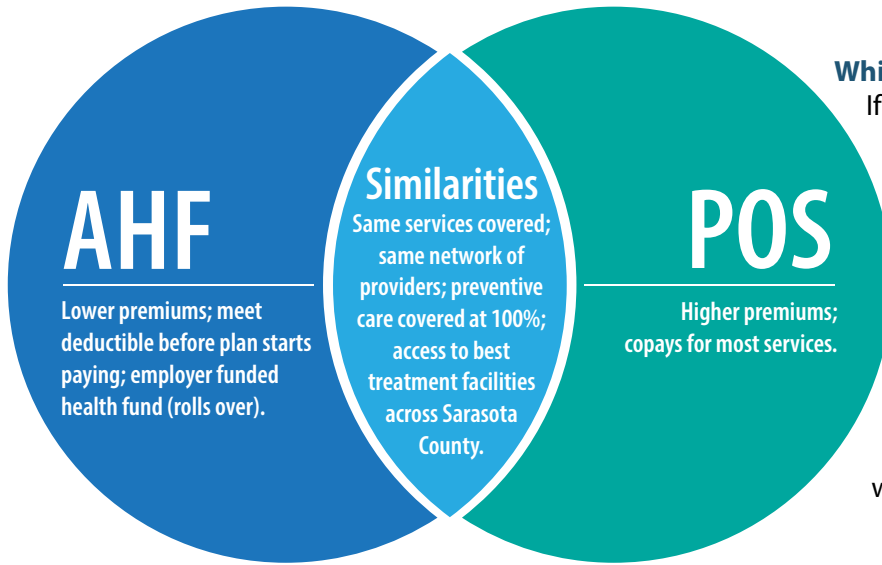 Whi
If
AHF
Lower premiums; meet
deductible before plan starts
paying; employer funded
health fund (rolls over).
Similarities
Same services covered;
same network of
providers; preventive
care covered at 100%;
access to best
treatment facilities
across Sarasota
County.
POS
Higher premiums;
copays for most services.